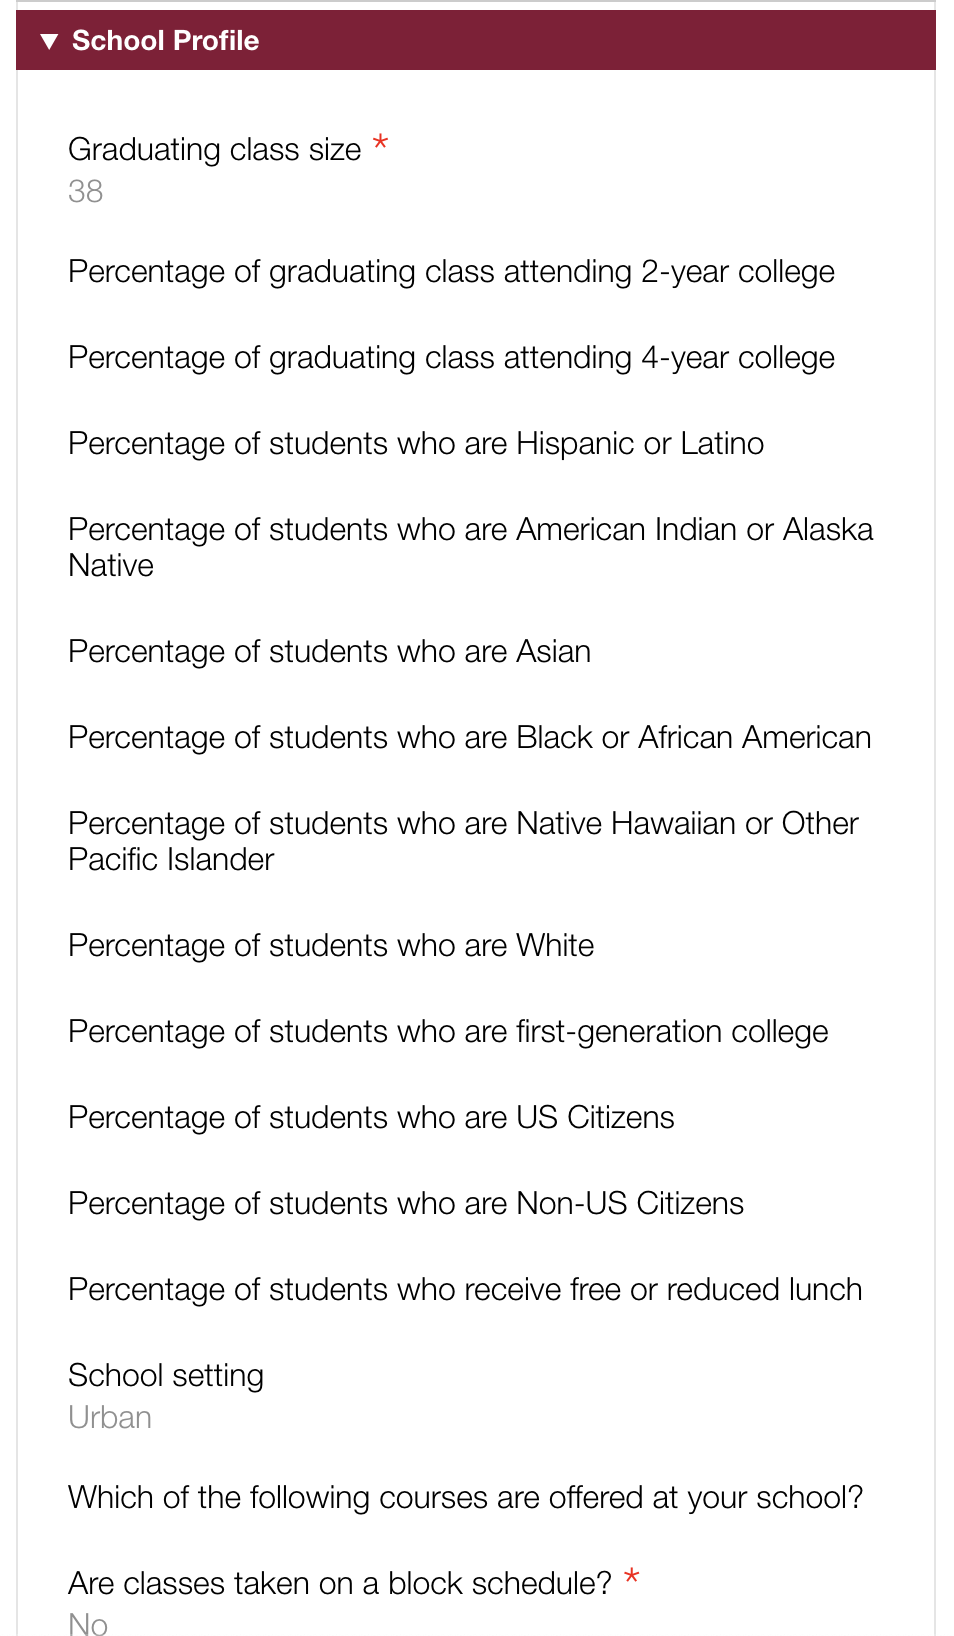 ▼ School Profile
Graduating class size *
38
Percentage of graduating class attending 2-year college
Percentage of graduating class attending 4-year college
Percentage of students who are Hispanic or Latino
Percentage of students who are American Indian or Alaska
Native
Percentage of students who are Asian
Percentage of students who are Black or African American
Percentage of students who are Native Hawaiian or Other
Pacific Islander
Percentage of students who are White
Percentage of students who are first-generation college
Percentage of students who are US Citizens
Percentage of students who are Non-US Citizens
Percentage of students who receive free or reduced lunch
School setting
Urban
Which of the following courses are offered at your school?
Are classes taken on a block schedule? *
No